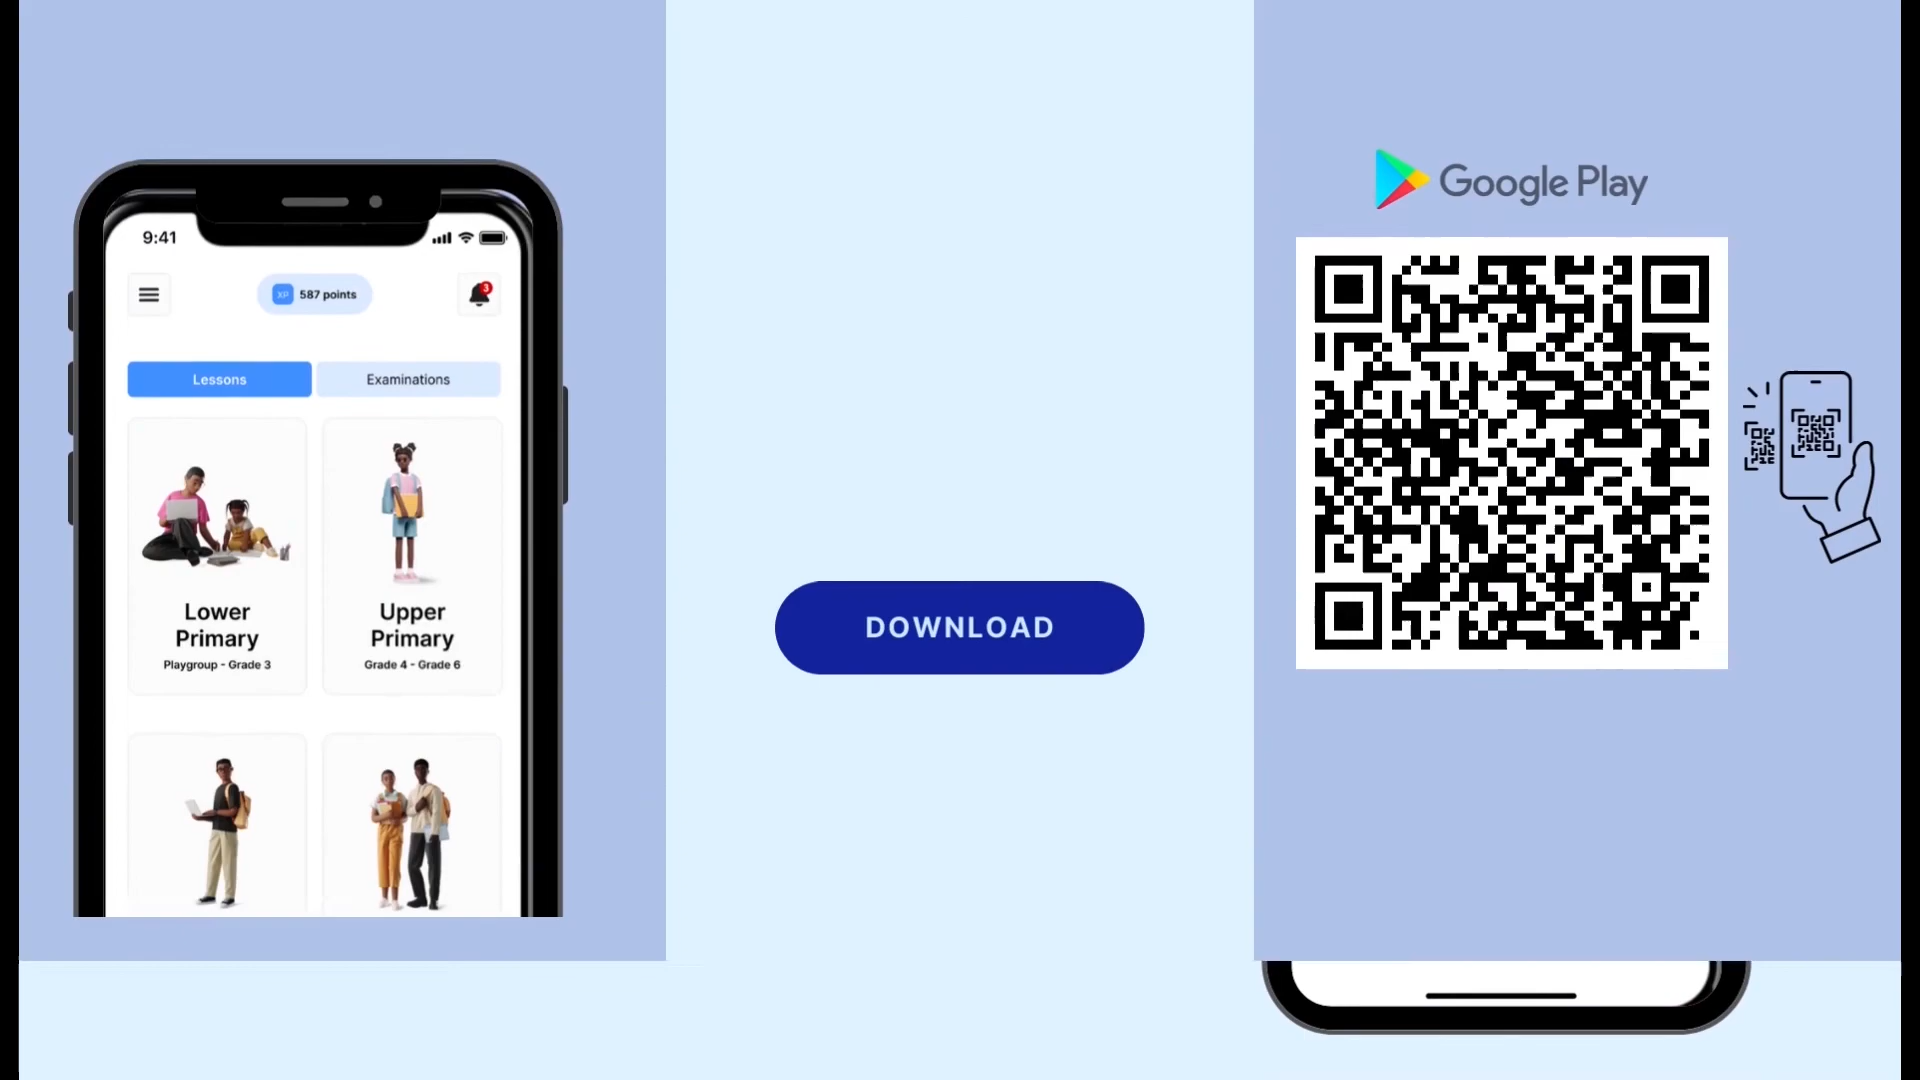 9:41
XP 587 points
3
Lessons
Examinations
Lower
Primary
Playgroup - Grade 3
Upper
Primary
Grade 4 - Grade 6
DOWNLOAD
Google Play